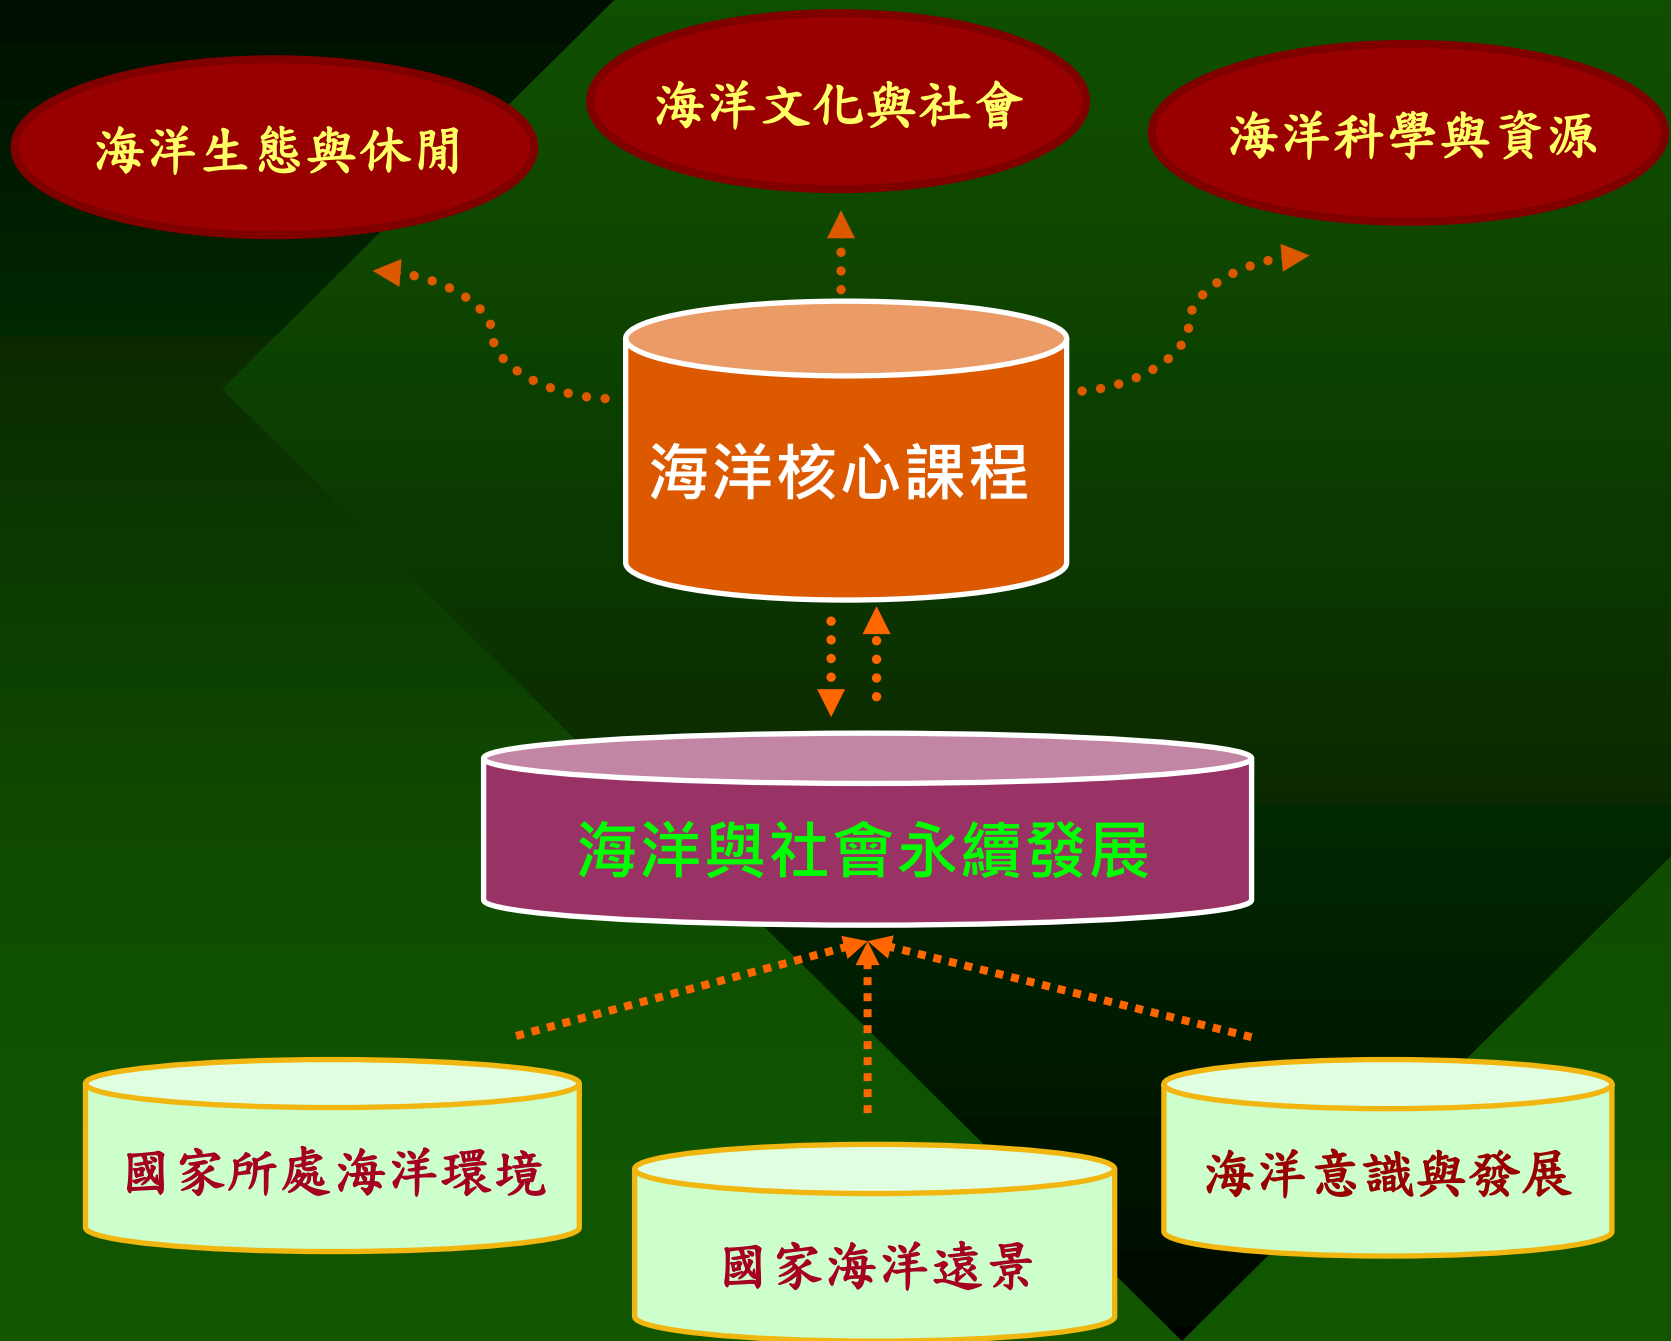 海洋文化與社會
海洋生態與休閒
海洋科學與資源
海洋核心課程
海洋與社會永續發展
國家所處海洋環境
海洋意識與發展
國家海洋遠景